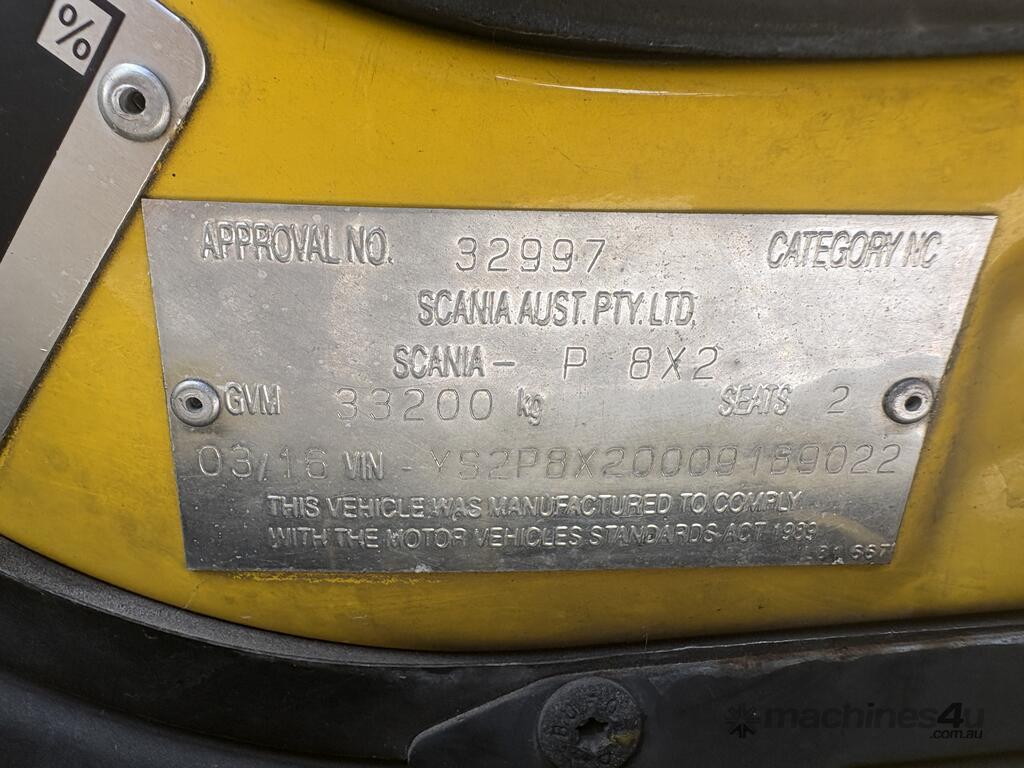 %
APPROVAL NO. 32997 CATEGORY NC
SCANIA AUST. PTY. LTD.
SCANIA - P 8X2
GVM 33200 kg SEATS 2
03/16 VIN - YS2P8X20009159022
THIS VEHICLE WAS MANUFACTURED TO COMPLY
WITH THE MOTOR VEHICLES STANDARDS ACT 1989
machines4u
.com.au